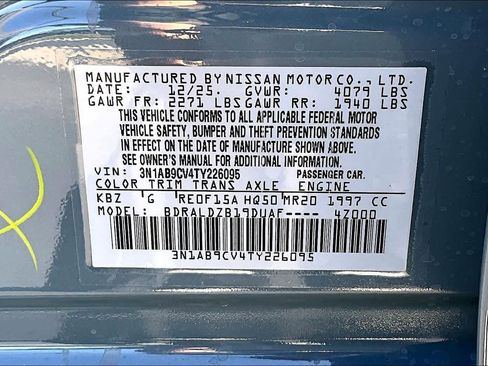 MANUFACTURED BY NISSAN MOTOR CO., LTD.
DATE: 12/25. GVWR: 4079 LBS
GAWR FR: 2271 LBS GAWR RR: 1940 LBS
THIS VEHICLE CONFORMS TO ALL APPLICABLE FEDERAL MOTOR
VEHICLE SAFETY, BUMPER AND THEFT PREVENTION STANDARDS
IN EFFECT ON THE DATE OF MANUFACTURE SHOWN ABOVE.
SEE OWNER'S MANUAL FOR ADDITIONAL INFORMATION.
VIN: 3N1AB9CV4TY226095 PASSENGER CAR.
COLOR TRIM TRANS AXLE ENGINE
KBZ G RE0F15A HQ50 MR20 1997 CC
MODEL: BDRALDZB19DUAF---- 4Z000
3N1AB9CV4TY226095